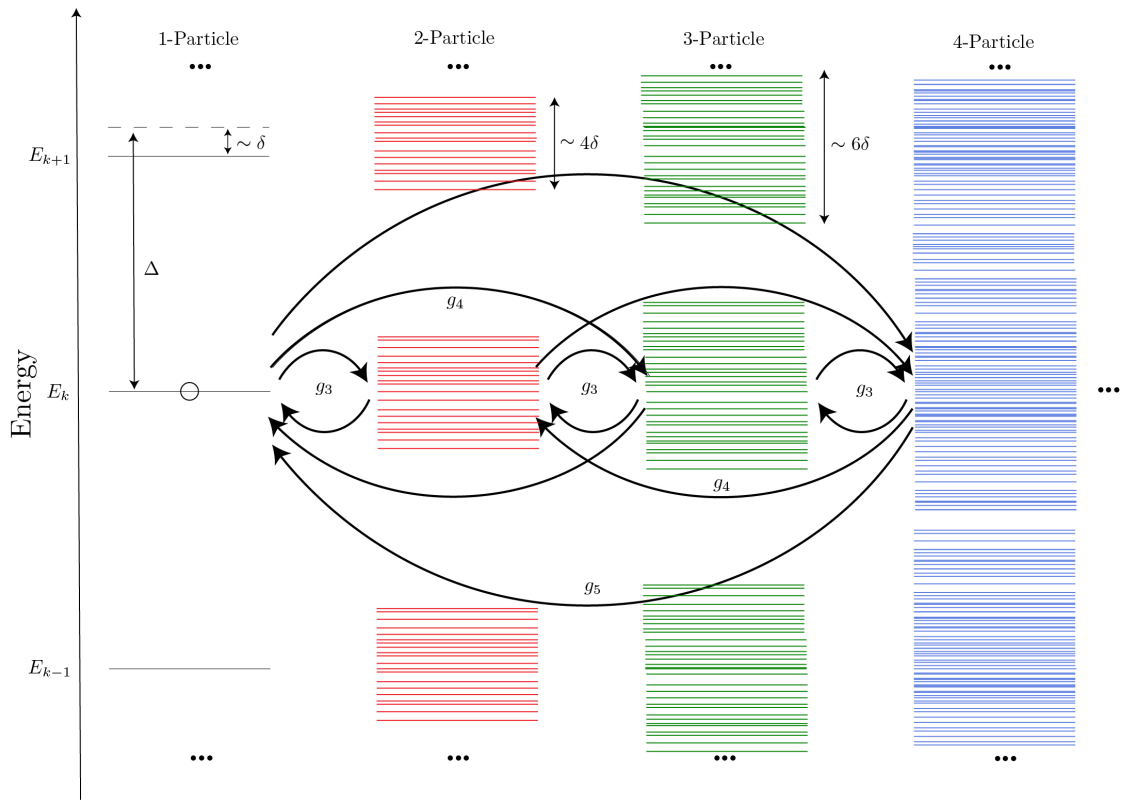 1-Particle
2-Particle
3-Particle
4-Particle
•••
•••
•••
•••
E_{k+1}
∼ δ
∼ 4δ
∼ 6δ
Δ
g_4
Energy
E_k
g_3
g_3
g_3
•••
g_4
g_5
E_{k−1}
•••
•••
•••
•••